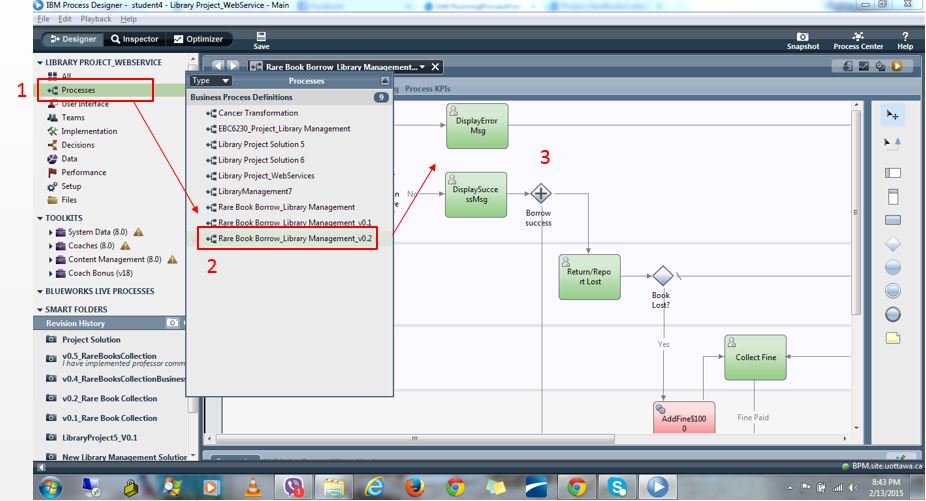 IBM Process Designer - student4 - Library Project_WebService - Main
File Edit Playback Help
Designer Inspector Optimizer
Save
Snapshot Process Center Help
LIBRARY PROJECT_WEBSERVICE
All
1
Processes
User Interface
Teams
Implementation
Decisions
Data
Performance
Setup
Files
TOOLKITS
System Data (8.0)
Coaches (8.0)
Content Management (8.0)
Coach Bonus (v18)
BLUEWORKS LIVE PROCESSES
SMART FOLDERS
Revision History
Project Solution
v0.5_RareBooksCollection
I have implemented professor comm
v0.4_RareBooksCollectionBusiness
v0.2_Rare Book Collection
v0.1_Rare Book Collection
LibraryProject5_V0.1
New Library Management Solution
Rare Book Borrow_Library Management...
Type
Processes
Business Process Definitions 9
Cancer Transformation
EBC6230_Project_Library Management
Library Project Solution 5
Library Project Solution 6
Library Project_WebServices
LibraryManagement7
Rare Book Borrow_Library Management
Rare Book Borrow_Library Management_v0.1
Rare Book Borrow_Library Management_v0.2
2
Process KPIs
DisplayError
Msg
3
No
DisplaySucce
ssMsg
Borrow
success
Return/Repo
rt Lost
Book
Lost?
Yes
Collect Fine
AddFine$100
0
Fine Paid
BPM.site.uottawa.ca
8:43 PM
2/13/2015